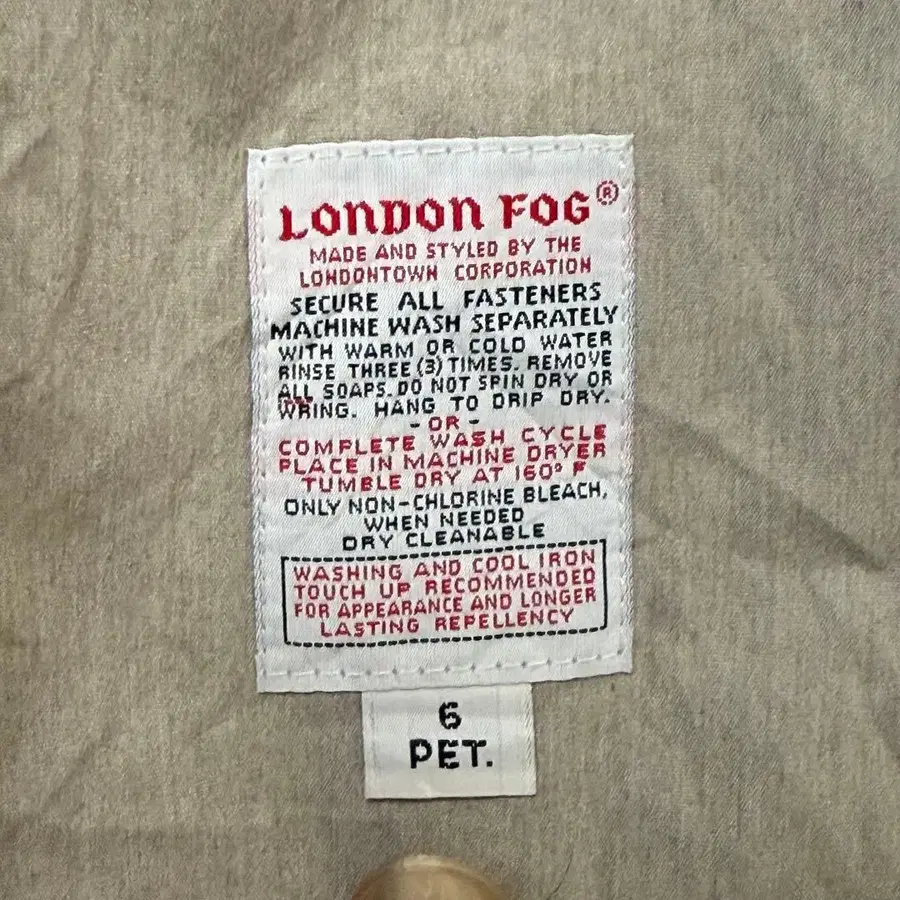 LONDON FOG®
MADE AND STYLED BY THE
LONDONTOWN CORPORATION
SECURE ALL FASTENERS
MACHINE WASH SEPARATELY
WITH WARM OR COLD WATER
RINSE THREE (3) TIMES. REMOVE
ALL SOAPS. DO NOT SPIN DRY OR
WRING. HANG TO DRIP DRY.
- OR -
COMPLETE WASH CYCLE
PLACE IN MACHINE DRYER
TUMBLE DRY AT 160° F
ONLY NON-CHLORINE BLEACH,
WHEN NEEDED
DRY CLEANABLE
WASHING AND COOL IRON
TOUCH UP RECOMMENDED
FOR APPEARANCE AND LONGER
LASTING REPELLENCY
6
PET.